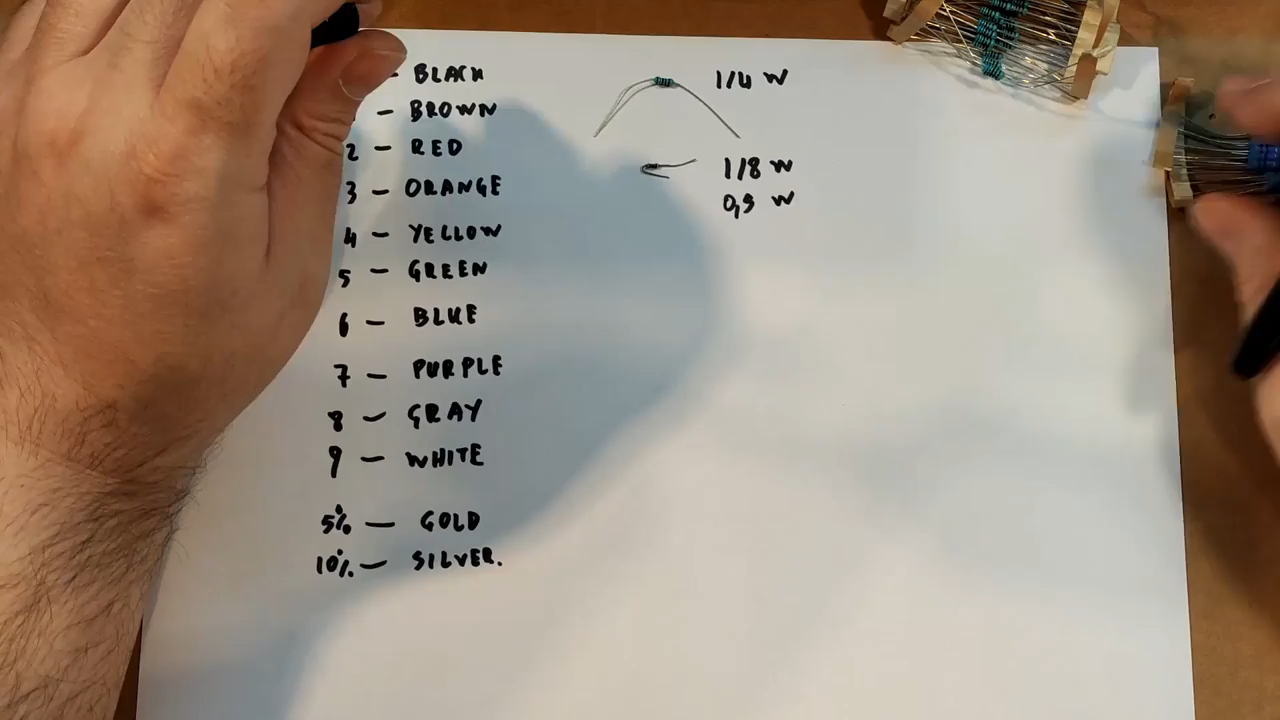 - BLACK
- BROWN
2 - RED
3 - ORANGE
4 - YELLOW
5 - GREEN
6 - BLUE
7 - PURPLE
8 - GRAY
9 - WHITE
5% - GOLD
10% - SILVER.
1/4 W
1/8 W
0,5 W